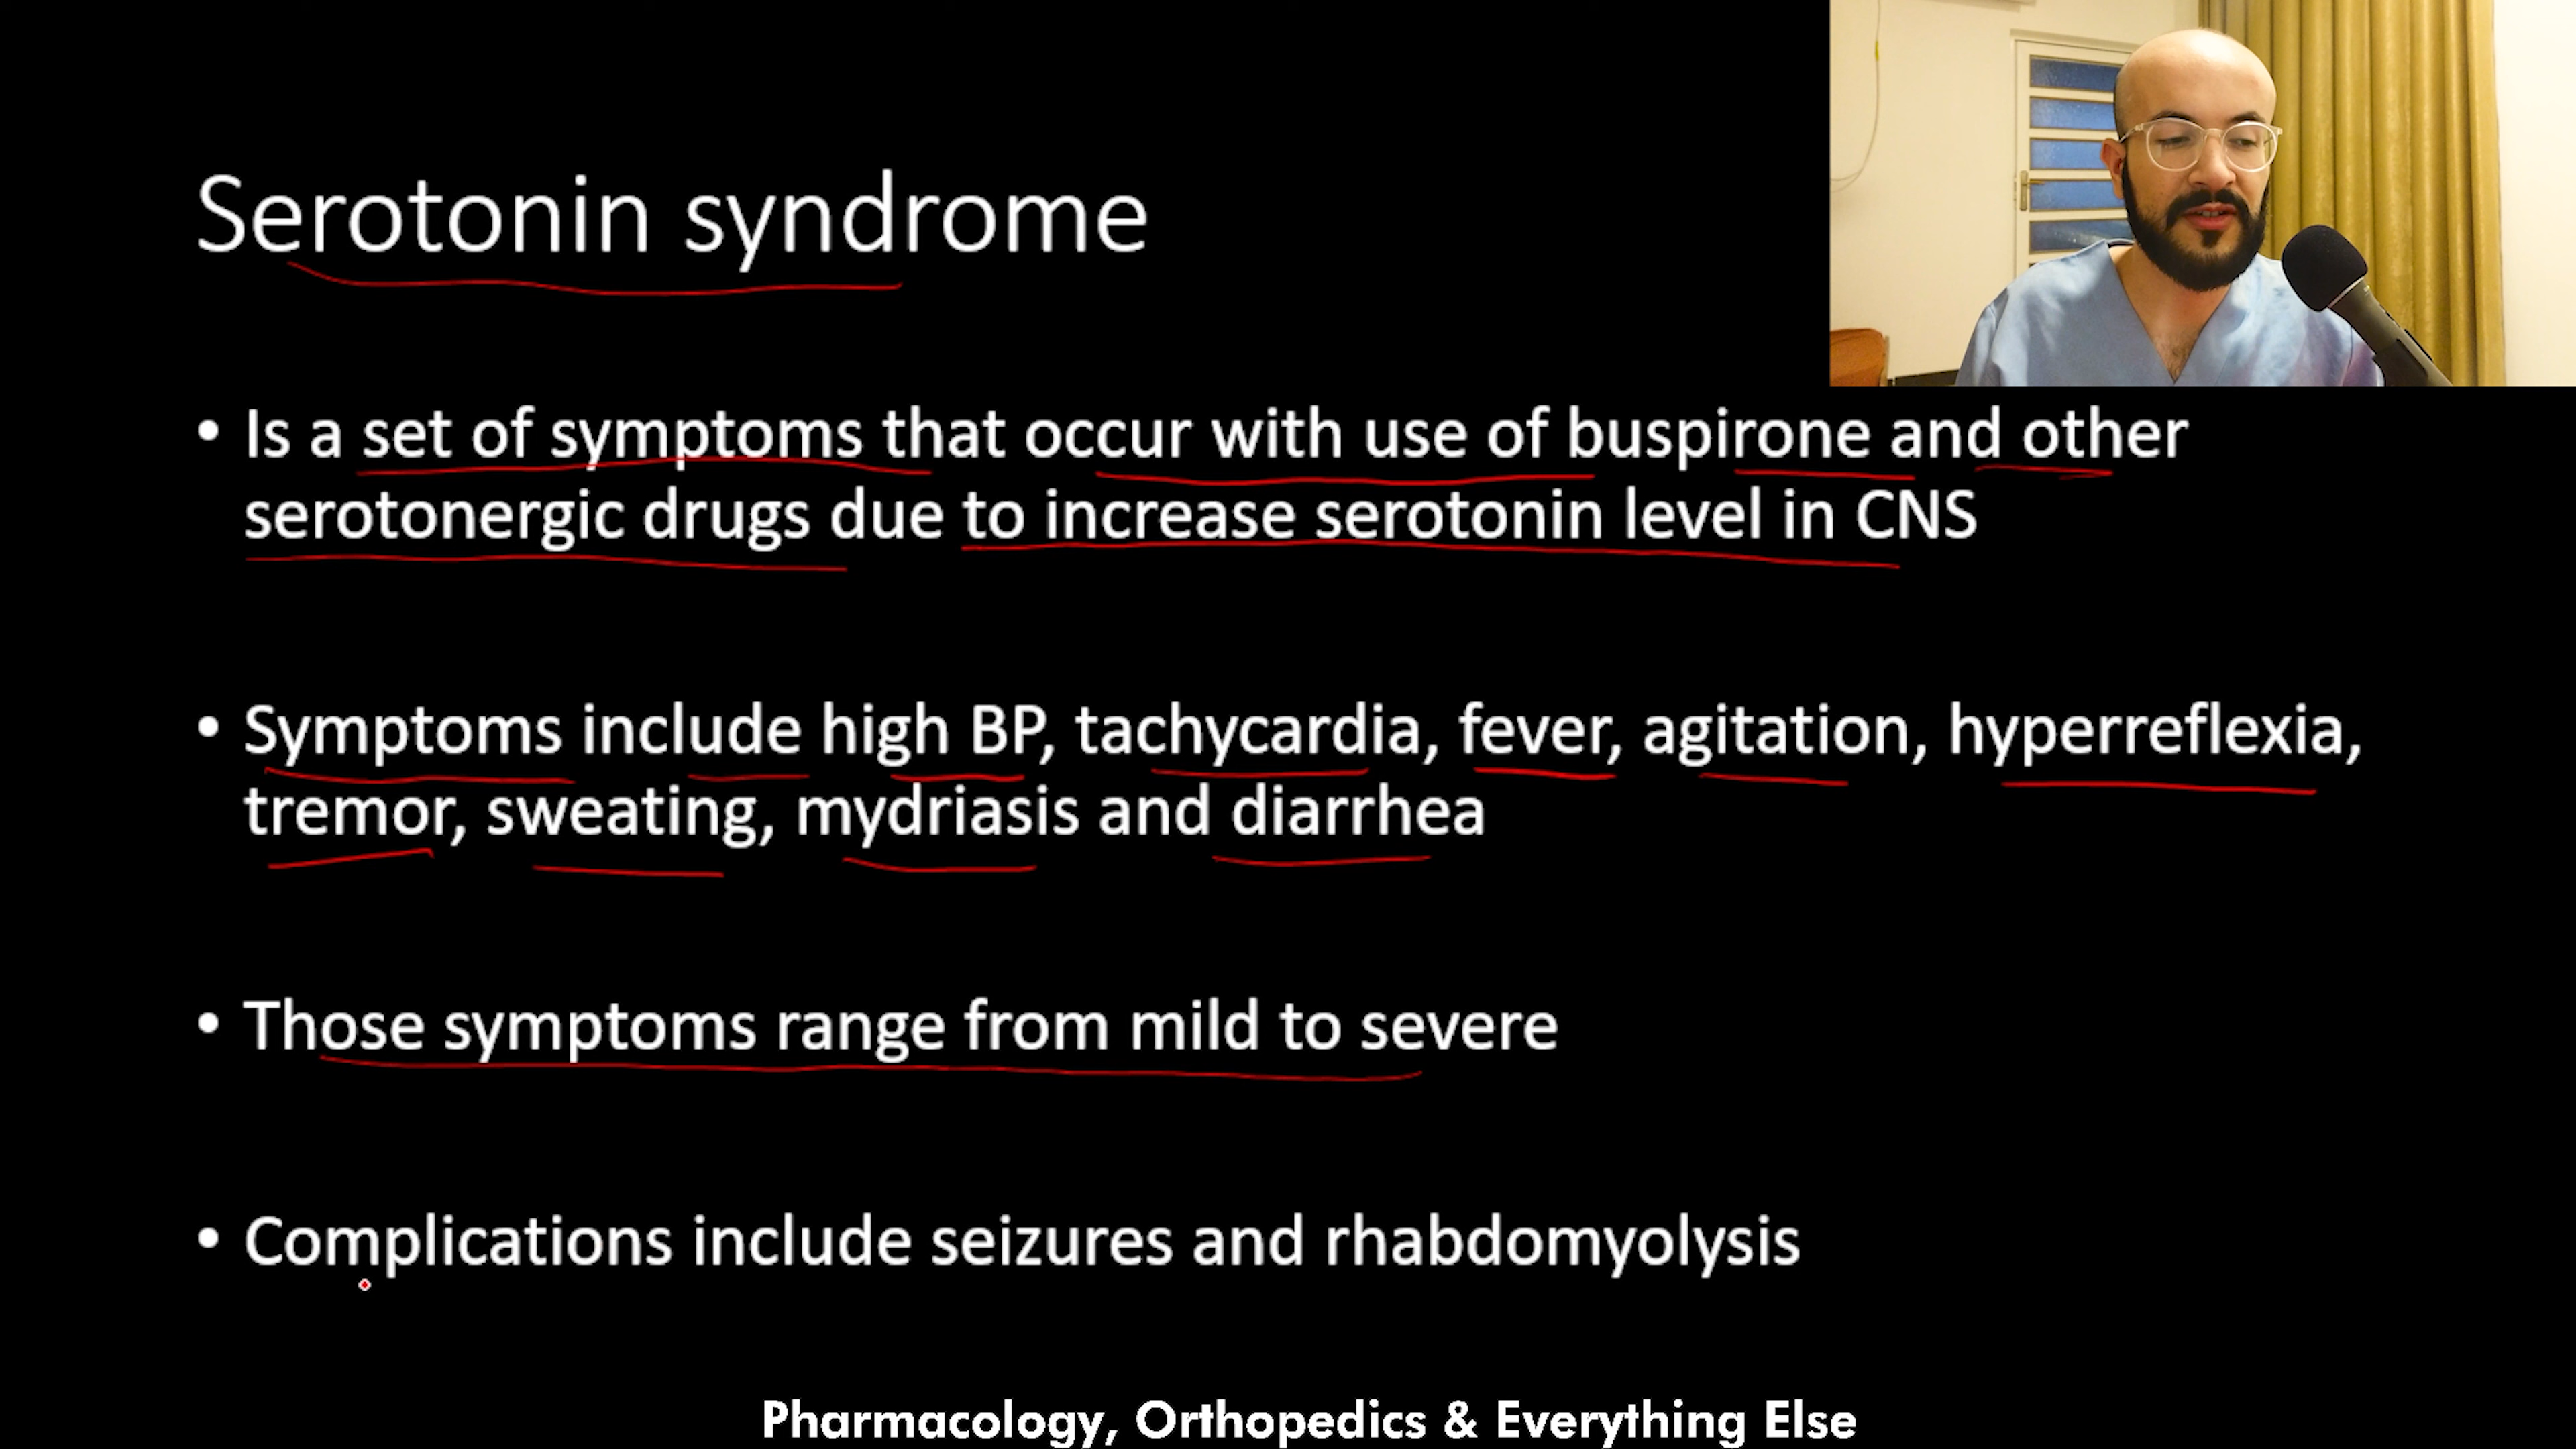 Serotonin syndrome
• Is a set of symptoms that occur with use of buspirone and other
serotonergic drugs due to increase serotonin level in CNS
• Symptoms include high BP, tachycardia, fever, agitation, hyperreflexia,
tremor, sweating, mydriasis and diarrhea
• Those symptoms range from mild to severe
• Complications include seizures and rhabdomyolysis
Pharmacology, Orthopedics & Everything Else